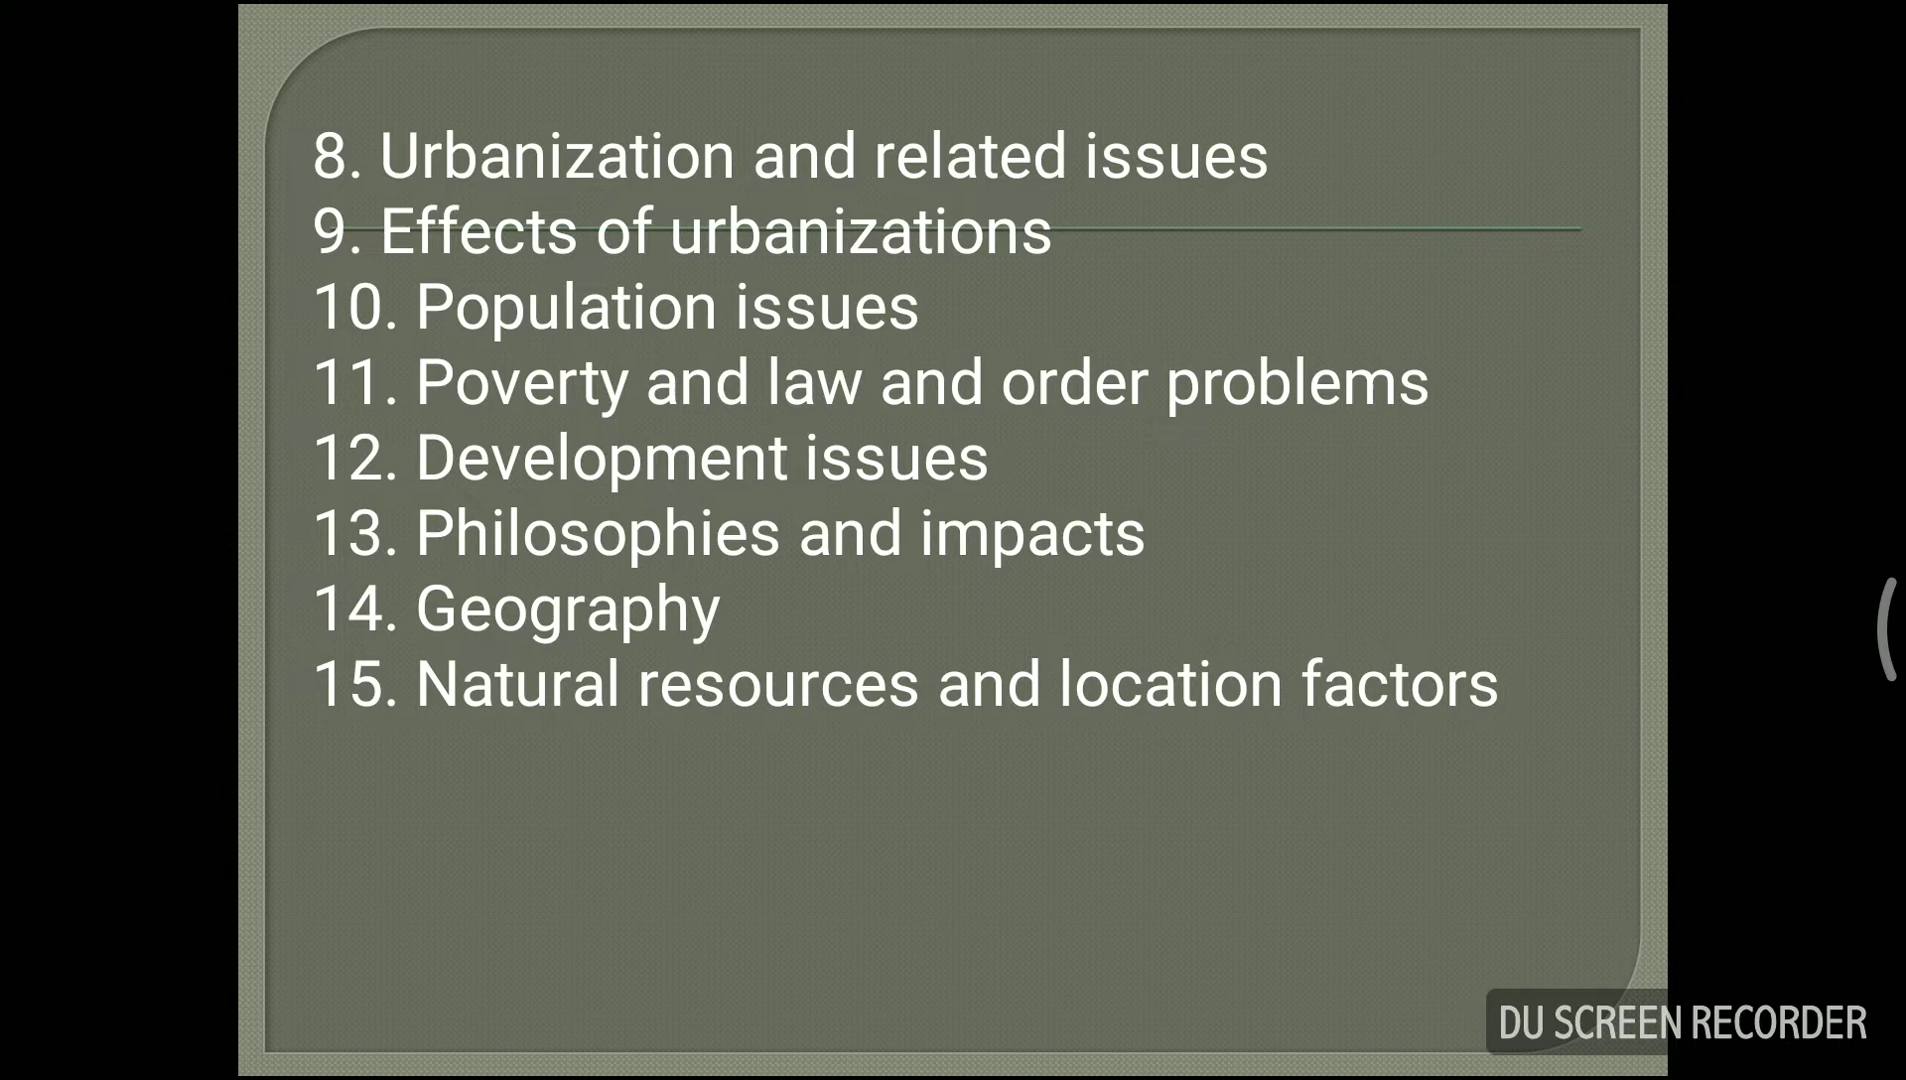 8. Urbanization and related issues
9. Effects of urbanizations
10. Population issues
11. Poverty and law and order problems
12. Development issues
13. Philosophies and impacts
14. Geography
15. Natural resources and location factors
DU SCREEN RECORDER